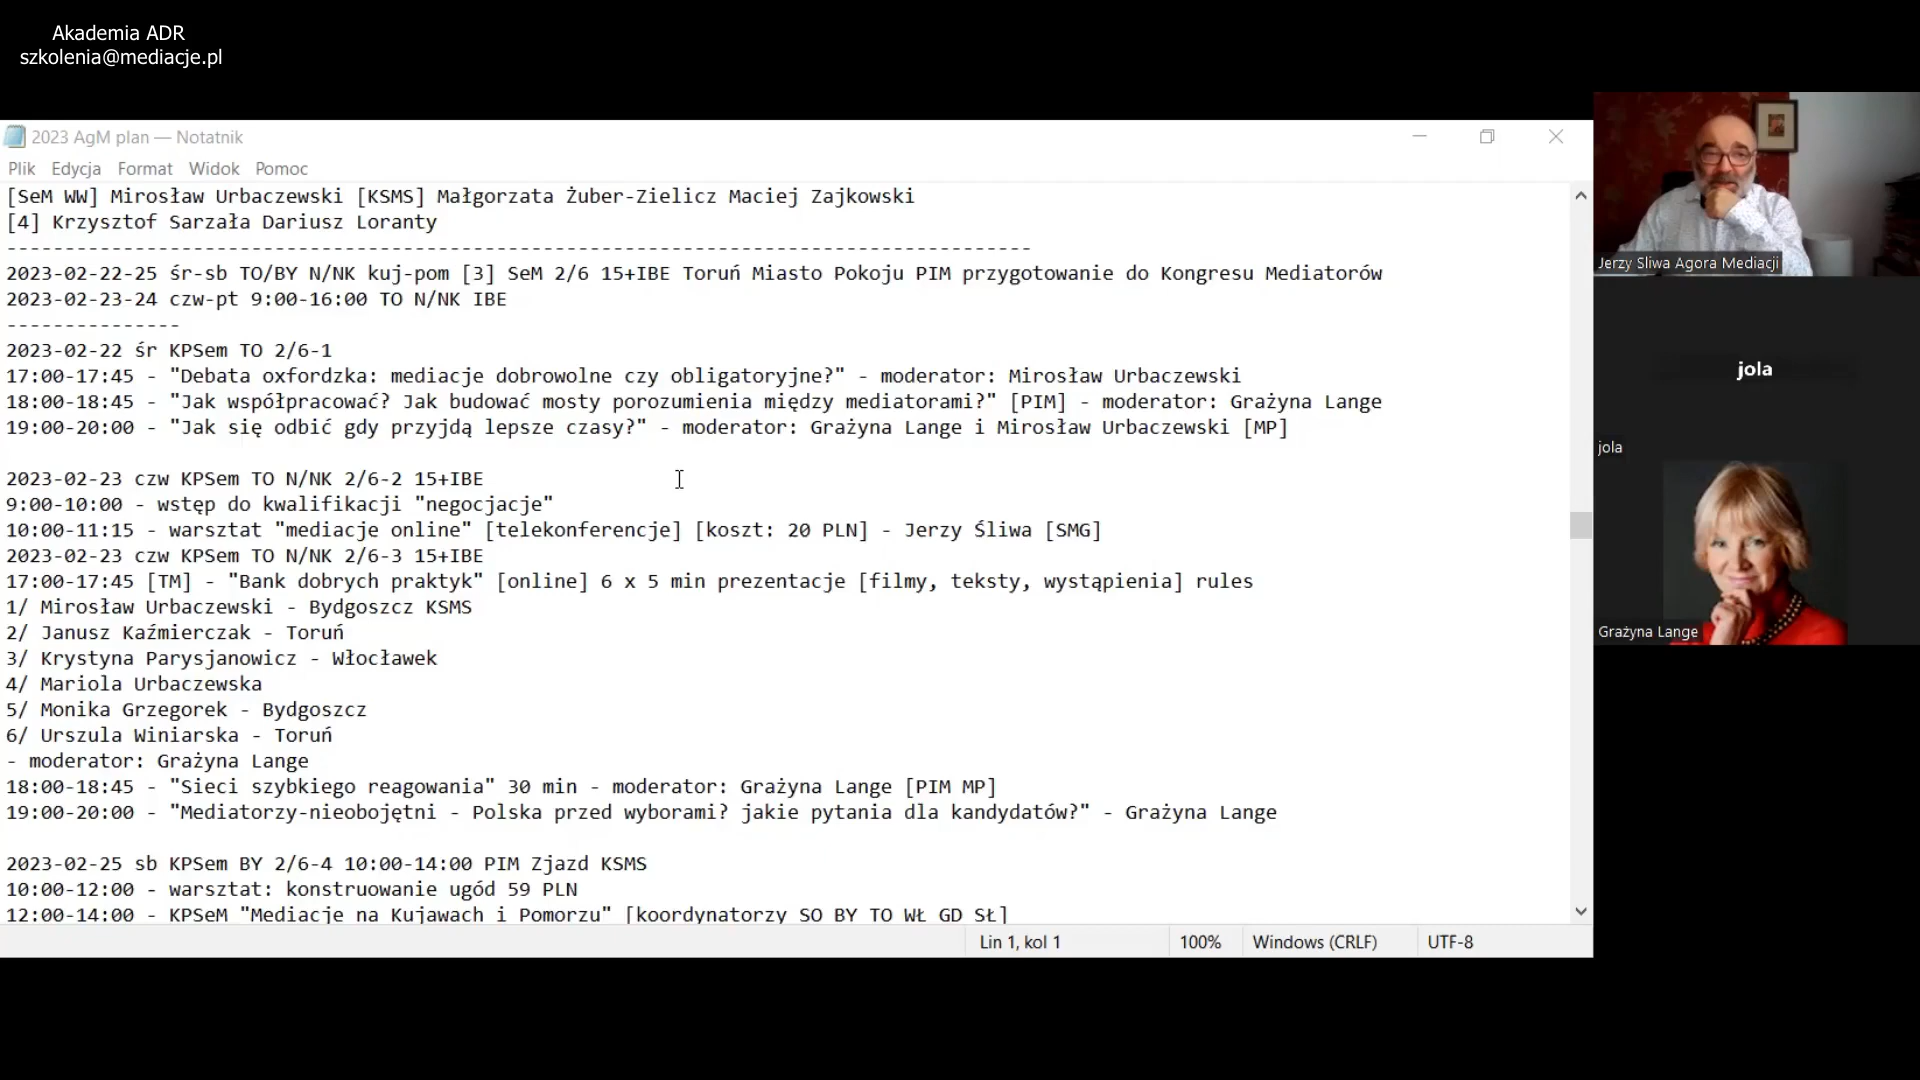 Akademia ADR
szkolenia@mediacje.pl
2023 AgM plan — Notatnik
Plik Edycja Format Widok Pomoc
[SeM WW] Mirosław Urbaczewski [KSMS] Małgorzata Żuber-Zielicz Maciej Zajkowski
[4] Krzysztof Sarzała Dariusz Loranty
----------------------------------------------------------------------------------------
2023-02-22-25 śr-sb TO/BY N/NK kuj-pom [3] SeM 2/6 15+IBE Toruń Miasto Pokoju PIM przygotowanie do Kongresu Mediatorów
2023-02-23-24 czw-pt 9:00-16:00 TO N/NK IBE
---------------
2023-02-22 śr KPSem TO 2/6-1
17:00-17:45 - "Debata oxfordzka: mediacje dobrowolne czy obligatoryjne?" - moderator: Mirosław Urbaczewski
18:00-18:45 - "Jak współpracować? Jak budować mosty porozumienia między mediatorami?" [PIM] - moderator: Grażyna Lange
19:00-20:00 - "Jak się odbić gdy przyjdą lepsze czasy?" - moderator: Grażyna Lange i Mirosław Urbaczewski [MP]
2023-02-23 czw KPSem TO N/NK 2/6-2 15+IBE
9:00-10:00 - wstęp do kwalifikacji "negocjacje"
10:00-11:15 - warsztat "mediacje online" [telekonferencje] [koszt: 20 PLN] - Jerzy Śliwa [SMG]
2023-02-23 czw KPSem TO N/NK 2/6-3 15+IBE
17:00-17:45 [TM] - "Bank dobrych praktyk" [online] 6 x 5 min prezentacje [filmy, teksty, wystąpienia] rules
1/ Mirosław Urbaczewski - Bydgoszcz KSMS
2/ Janusz Kaźmierczak - Toruń
3/ Krystyna Parysjanowicz - Włocławek
4/ Mariola Urbaczewska
5/ Monika Grzegorek - Bydgoszcz
6/ Urszula Winiarska - Toruń
- moderator: Grażyna Lange
18:00-18:45 - "Sieci szybkiego reagowania" 30 min - moderator: Grażyna Lange [PIM MP]
19:00-20:00 - "Mediatorzy-nieobojętni - Polska przed wyborami? jakie pytania dla kandydatów?" - Grażyna Lange
2023-02-25 sb KPSem BY 2/6-4 10:00-14:00 PIM Zjazd KSMS
10:00-12:00 - warsztat: konstruowanie ugód 59 PLN
12:00-14:00 - KPSeM "Mediacje na Kujawach i Pomorzu" [koordynatorzy SO BY TO WŁ GD SŁ]
Lin 1, kol 1 100% Windows (CRLF) UTF-8
Jerzy Sliwa Agora Mediacji
jola
jola
Grażyna Lange